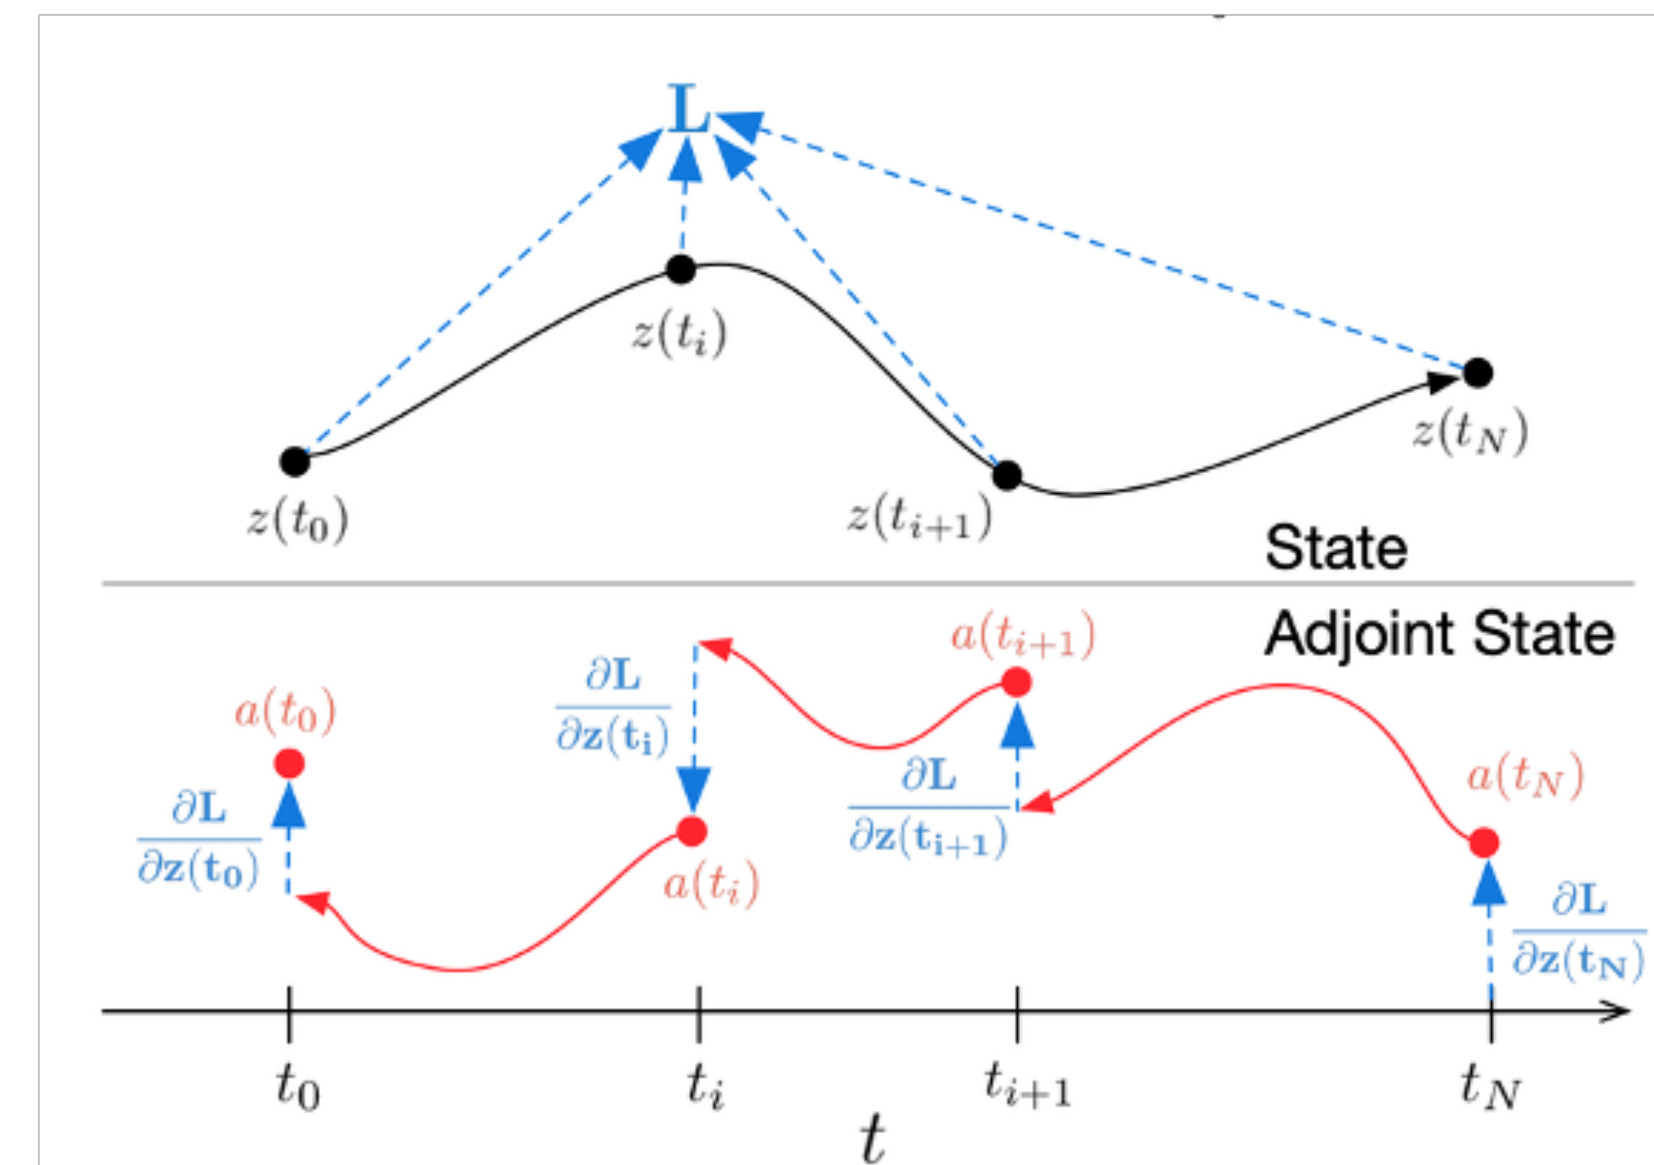 L
z(t_i)
z(t_N)
z(t_0)
z(t_{i+1})
State
Adjoint State
a(t_{i+1})
∂L
∂z(t_i)
a(t_0)
∂L
∂z(t_{i+1})
a(t_N)
∂L
∂z(t_0)
a(t_i)
∂L
∂z(t_N)
t_0
t_i
t_{i+1}
t_N
t